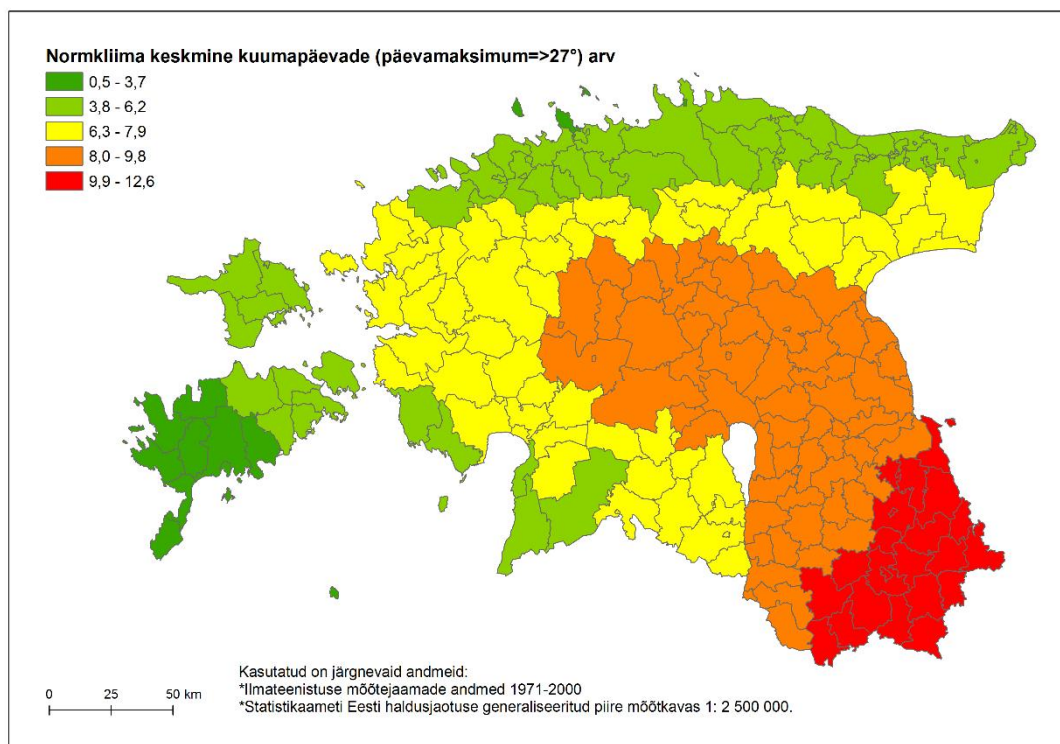 Normkliima keskmine kuumapäevade (päevamaksimum=>27°) arv
0,5 - 3,7
3,8 - 6,2
6,3 - 7,9
8,0 - 9,8
9,9 - 12,6
Kasutatud on järgnevaid andmeid:
*Ilmateenistuse mõõtejaamade andmed 1971-2000
*Statistikaameti Eesti haldusjaotuse generaliseeritud piire mõõtkavas 1: 2 500 000.
0 25 50 km